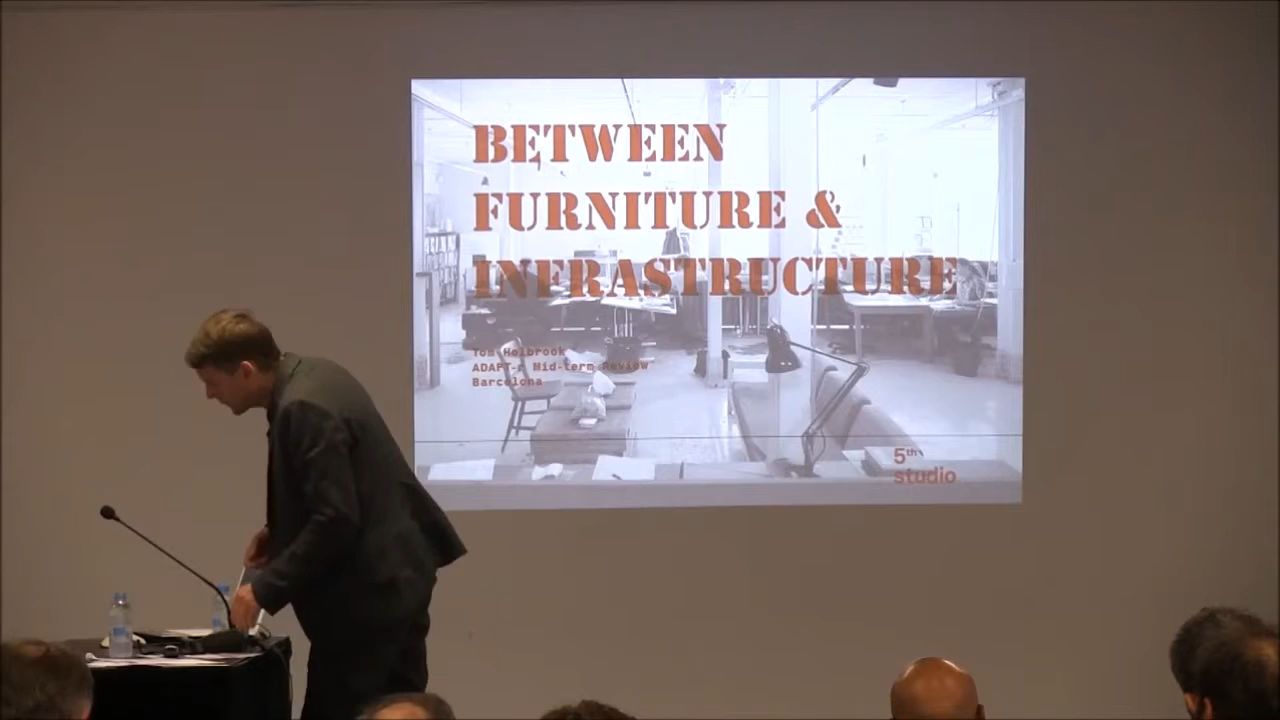 BETWEEN
FURNITURE &
INFRASTRUCTURE
Tom Holbrook
ADAPT-r Mid-term Review
Barcelona
5th
studio